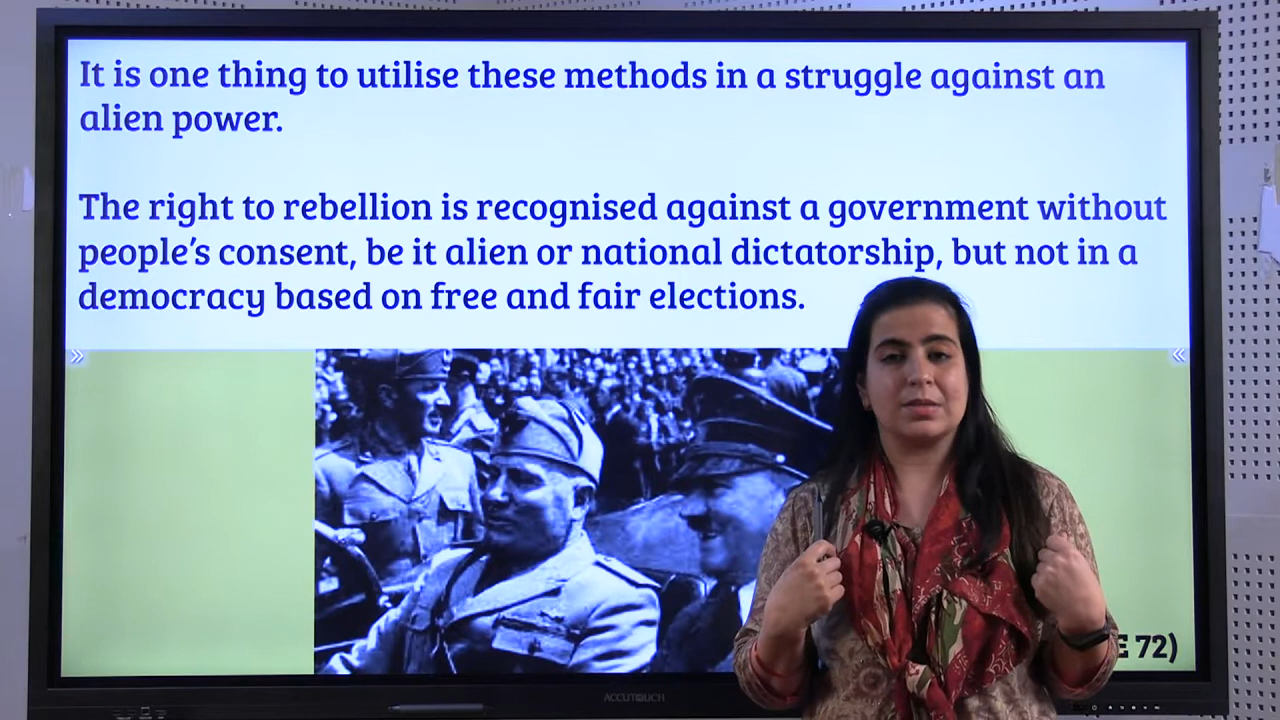 It is one thing to utilise these methods in a struggle against an
alien power.
The right to rebellion is recognised against a government without
people's consent, be it alien or national dictatorship, but not in a
democracy based on free and fair elections.
72)
ACCUTOUCH